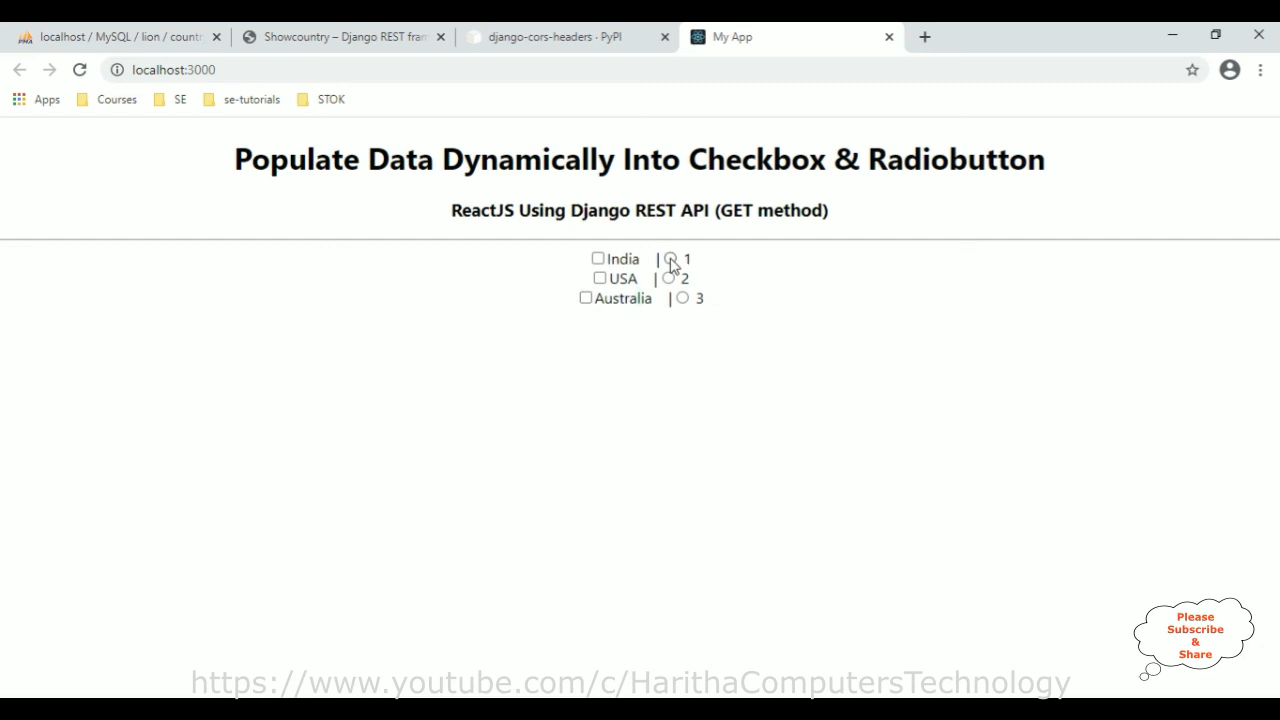 localhost / MySQL / lion / countr
Showcountry – Django REST fram
django-cors-headers · PyPI
My App
localhost:3000
Apps
Courses
SE
se-tutorials
STOK
Populate Data Dynamically Into Checkbox & Radiobutton
ReactJS Using Django REST API (GET method)
India | 1
USA | 2
Australia | 3
Please
Subscribe
&
Share
https://www.youtube.com/c/HarithaComputersTechnology